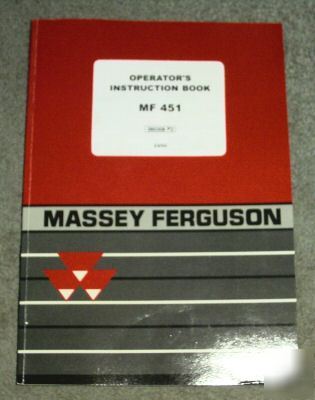 OPERATOR'S
INSTRUCTION BOOK
MF 451
MASSEY FERGUSON